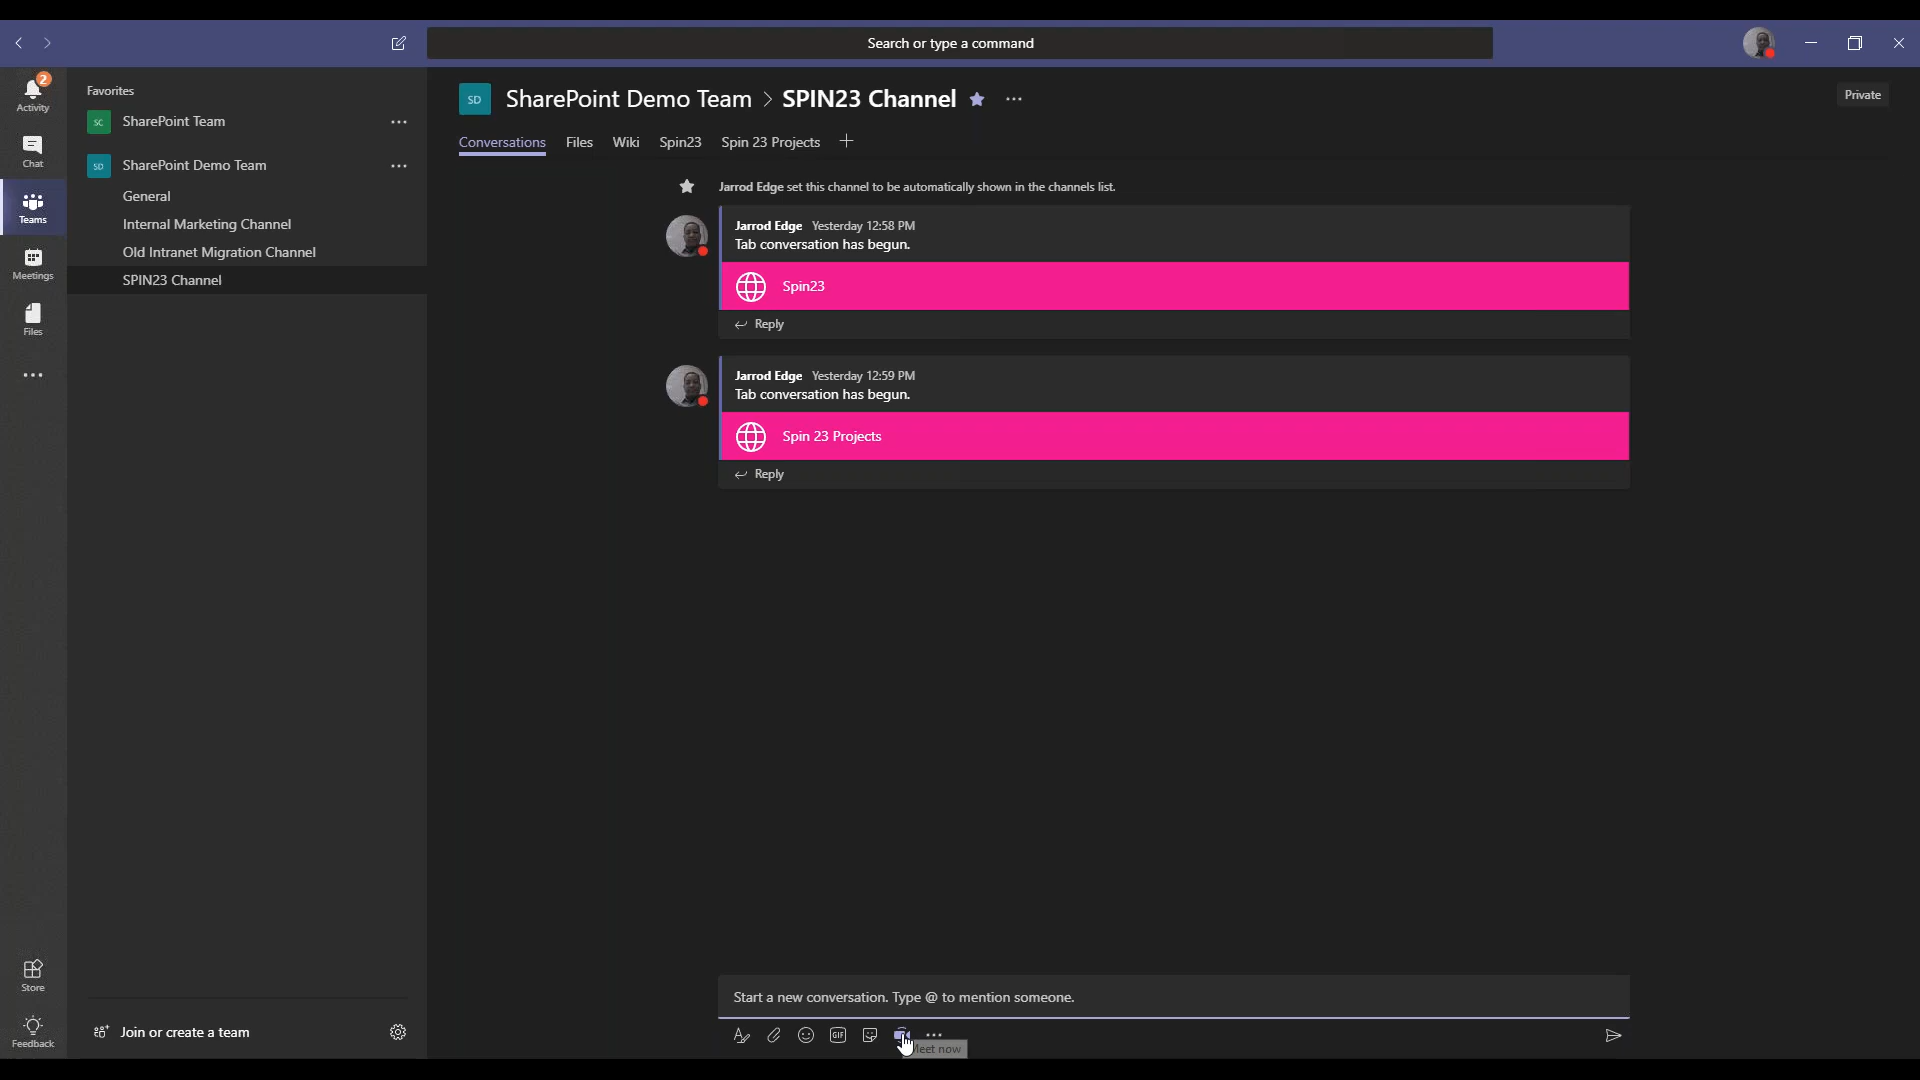 Search or type a command
2
Activity
Chat
Teams
Meetings
Files
Store
Feedback
Favorites
SC SharePoint Team
SD SharePoint Demo Team
General
Internal Marketing Channel
Old Intranet Migration Channel
SPIN23 Channel
Join or create a team
SD SharePoint Demo Team > SPIN23 Channel
Private
Conversations Files Wiki Spin23 Spin 23 Projects
Jarrod Edge set this channel to be automatically shown in the channels list.
Jarrod Edge Yesterday 12:58 PM
Tab conversation has begun.
Spin23
Reply
Jarrod Edge Yesterday 12:59 PM
Tab conversation has begun.
Spin 23 Projects
Reply
Start a new conversation. Type @ to mention someone.
GIF
Meet now